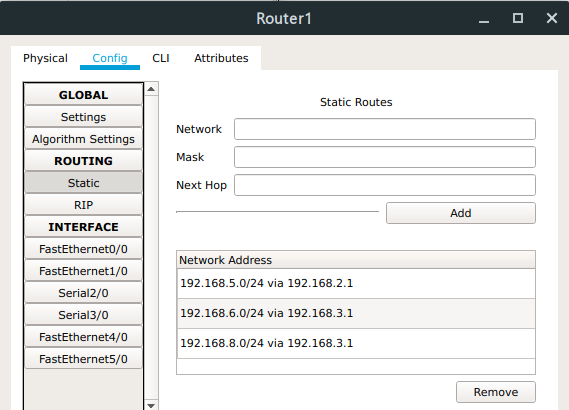 Router1
Physical Config CLI Attributes
GLOBAL
Settings
Algorithm Settings
ROUTING
Static
RIP
INTERFACE
FastEthernet0/0
FastEthernet1/0
Serial2/0
Serial3/0
FastEthernet4/0
FastEthernet5/0
Static Routes
Network
Mask
Next Hop
Add
Network Address
192.168.5.0/24 via 192.168.2.1
192.168.6.0/24 via 192.168.3.1
192.168.8.0/24 via 192.168.3.1
Remove